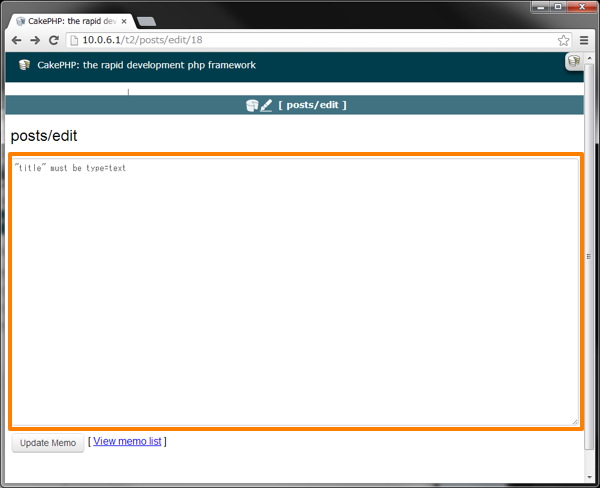 CakePHP: the rapid dev
10.0.6.1/t2/posts/edit/18
CakePHP: the rapid development php framework
[ posts/edit ]
posts/edit
"title" must be type=text
Update Memo [ View memo list ]